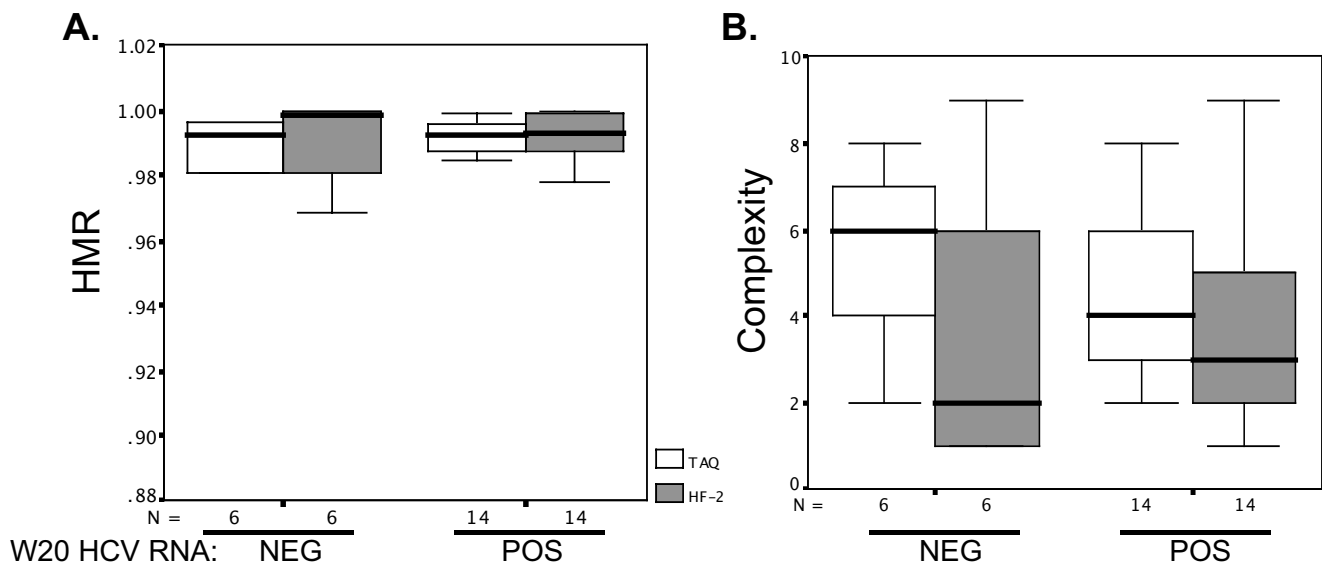 A.
1.02
1.00
.98
.96
.94
.92
.90
.88
HMR
TAQ
HF-2
N = 6 6 14 14
W20 HCV RNA: NEG POS
B.
10
8
6
4
2
0
Complexity
N = 6 6 14 14
NEG POS